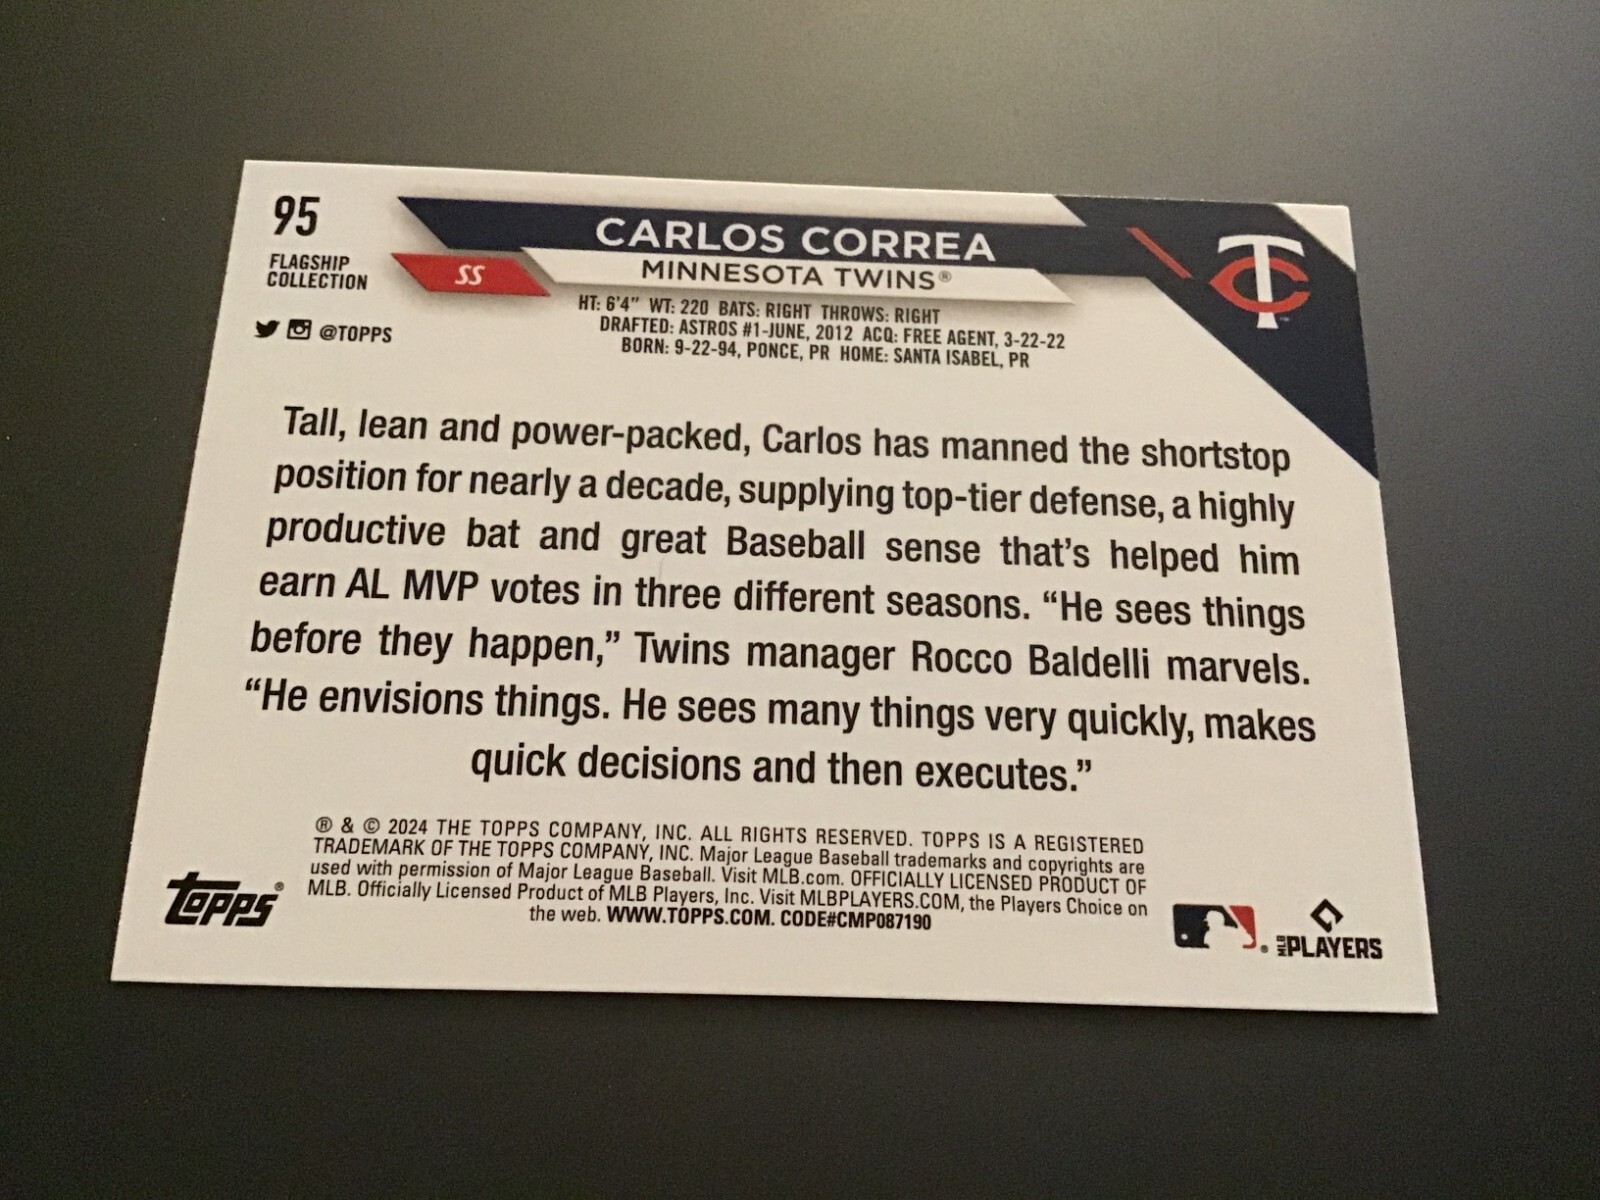 95
FLAGSHIP
COLLECTION
@TOPPS
CARLOS CORREA
SS
MINNESOTA TWINS®
TC
HT: 6'4" WT: 220 BATS: RIGHT THROWS: RIGHT
DRAFTED: ASTROS #1-JUNE, 2012 ACQ: FREE AGENT, 3-22-22
BORN: 9-22-94, PONCE, PR HOME: SANTA ISABEL, PR
Tall, lean and power-packed, Carlos has manned the shortstop
position for nearly a decade, supplying top-tier defense, a highly
productive bat and great Baseball sense that's helped him
earn AL MVP votes in three different seasons. “He sees things
before they happen,” Twins manager Rocco Baldelli marvels.
“He envisions things. He sees many things very quickly, makes
quick decisions and then executes.”
® & © 2024 THE TOPPS COMPANY, INC. ALL RIGHTS RESERVED. TOPPS IS A REGISTERED
TRADEMARK OF THE TOPPS COMPANY, INC. Major League Baseball trademarks and copyrights are
used with permission of Major League Baseball. Visit MLB.com. OFFICIALLY LICENSED PRODUCT OF
MLB. Officially Licensed Product of MLB Players, Inc. Visit MLBPLAYERS.COM, the Players Choice on
the web. WWW.TOPPS.COM. CODE#CMP087190
TOPPS®
MLB PLAYERS